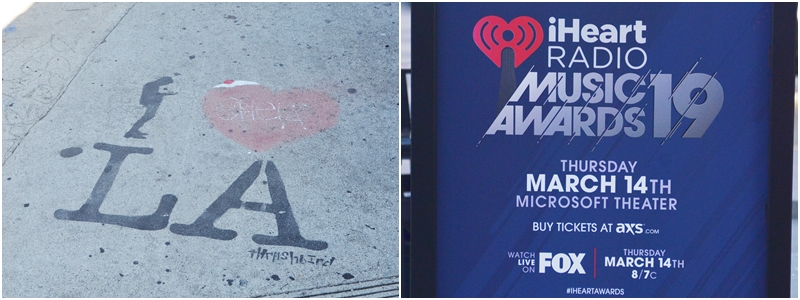 LA
thrashbird
iHeart
RADIO
MUSIC
AWARDS '19
THURSDAY
MARCH 14TH
MICROSOFT THEATER
BUY TICKETS AT axs.COM
WATCH
LIVE
ON
FOX
THURSDAY
MARCH 14TH
8/7C
#IHEARTAWARDS